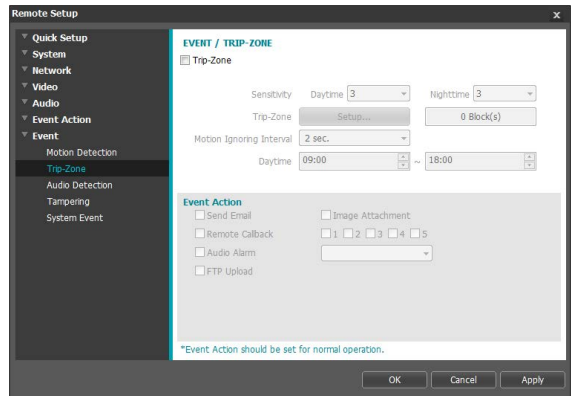 Remote Setup x
Quick Setup
System
Network
Video
Audio
Event Action
Event
Motion Detection
Trip-Zone
Audio Detection
Tampering
System Event
EVENT / TRIP-ZONE
Trip-Zone
Sensitivity Daytime 3 Nighttime 3
Trip-Zone Setup... 0 Block(s)
Motion Ignoring Interval 2 sec.
Daytime 09:00 ~ 18:00
Event Action
Send Email Image Attachment
Remote Callback 1 2 3 4 5
Audio Alarm
FTP Upload
*Event Action should be set for normal operation.
OK Cancel Apply